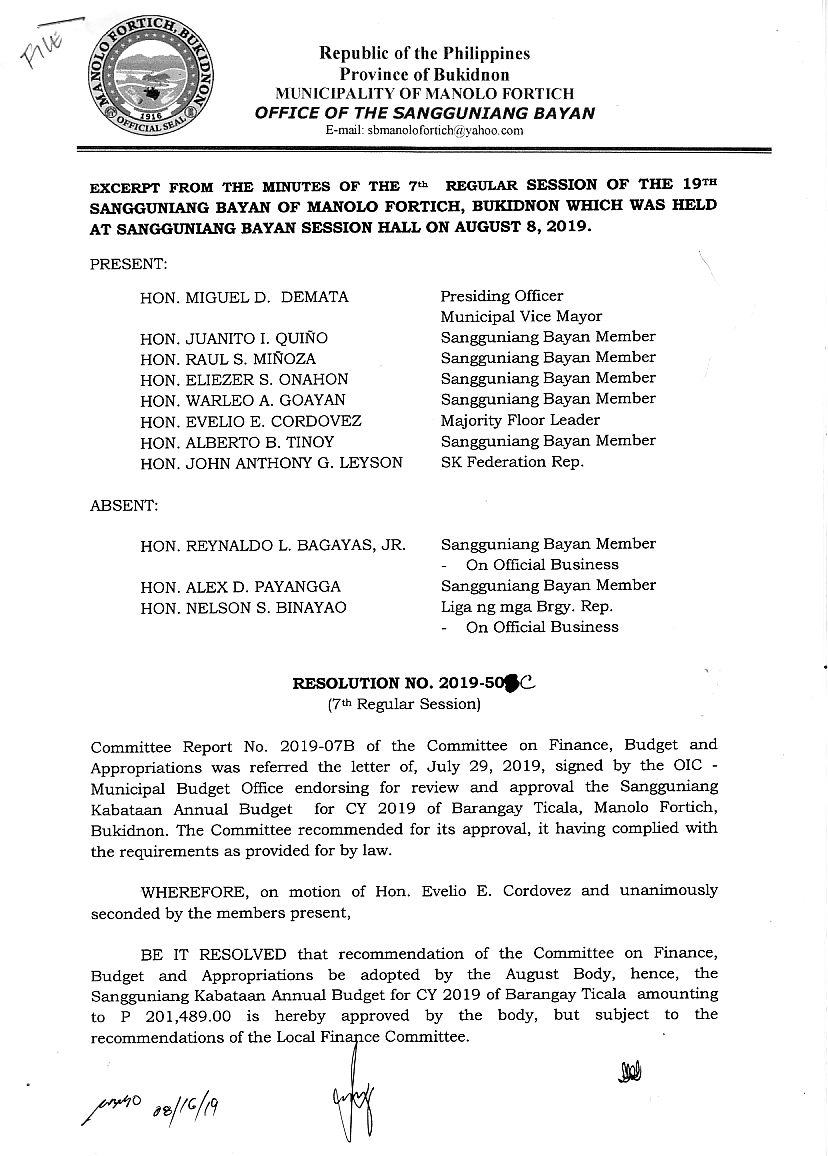 FILE
MANOLO FORTICH, BUKIDNON
1916
OFFICIAL SEAL
Republic of the Philippines
Province of Bukidnon
MUNICIPALITY OF MANOLO FORTICH
OFFICE OF THE SANGGUNIANG BAYAN
E-mail: sbmanolofortich@yahoo.com
EXCERPT FROM THE MINUTES OF THE 7th REGULAR SESSION OF THE 19TH
SANGGUNIANG BAYAN OF MANOLO FORTICH, BUKIDNON WHICH WAS HELD
AT SANGGUNIANG BAYAN SESSION HALL ON AUGUST 8, 2019.
PRESENT:
HON. MIGUEL D. DEMATA Presiding Officer
Municipal Vice Mayor
HON. JUANITO I. QUIÑO Sangguniang Bayan Member
HON. RAUL S. MIÑOZA Sangguniang Bayan Member
HON. ELIEZER S. ONAHON Sangguniang Bayan Member
HON. WARLEO A. GOAYAN Sangguniang Bayan Member
HON. EVELIO E. CORDOVEZ Majority Floor Leader
HON. ALBERTO B. TINOY Sangguniang Bayan Member
HON. JOHN ANTHONY G. LEYSON SK Federation Rep.
ABSENT:
HON. REYNALDO L. BAGAYAS, JR. Sangguniang Bayan Member
- On Official Business
HON. ALEX D. PAYANGGA Sangguniang Bayan Member
HON. NELSON S. BINAYAO Liga ng mga Brgy. Rep.
- On Official Business
RESOLUTION NO. 2019-50 C
(7th Regular Session)
Committee Report No. 2019-07B of the Committee on Finance, Budget and
Appropriations was referred the letter of, July 29, 2019, signed by the OIC -
Municipal Budget Office endorsing for review and approval the Sangguniang
Kabataan Annual Budget for CY 2019 of Barangay Ticala, Manolo Fortich,
Bukidnon. The Committee recommended for its approval, it having complied with
the requirements as provided for by law.
WHEREFORE, on motion of Hon. Evelio E. Cordovez and unanimously
seconded by the members present,
BE IT RESOLVED that recommendation of the Committee on Finance,
Budget and Appropriations be adopted by the August Body, hence, the
Sangguniang Kabataan Annual Budget for CY 2019 of Barangay Ticala amounting
to P 201,489.00 is hereby approved by the body, but subject to the
recommendations of the Local Finance Committee.
08/16/19